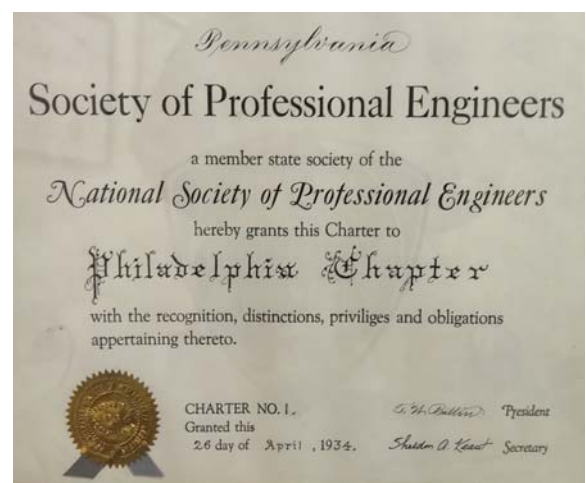 Pennsylvania
Society of Professional Engineers
a member state society of the
National Society of Professional Engineers
hereby grants this Charter to
Philadelphia Chapter
with the recognition, distinctions, priviliges and obligations
appertaining thereto.
CHARTER NO. 1.
Granted this
26 day of April , 1934.
President
Sheldon A. Secretary